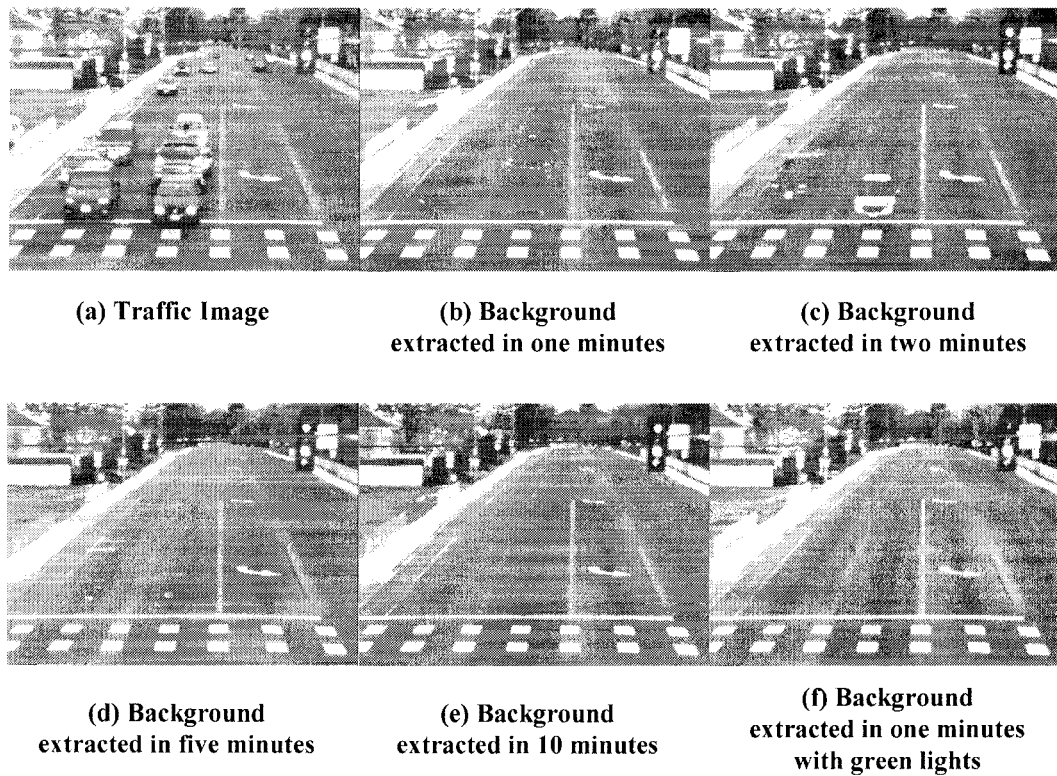 (a) Traffic Image
(b) Background
extracted in one minutes
(c) Background
extracted in two minutes
(d) Background
extracted in five minutes
(e) Background
extracted in 10 minutes
(f) Background
extracted in one minutes
with green lights